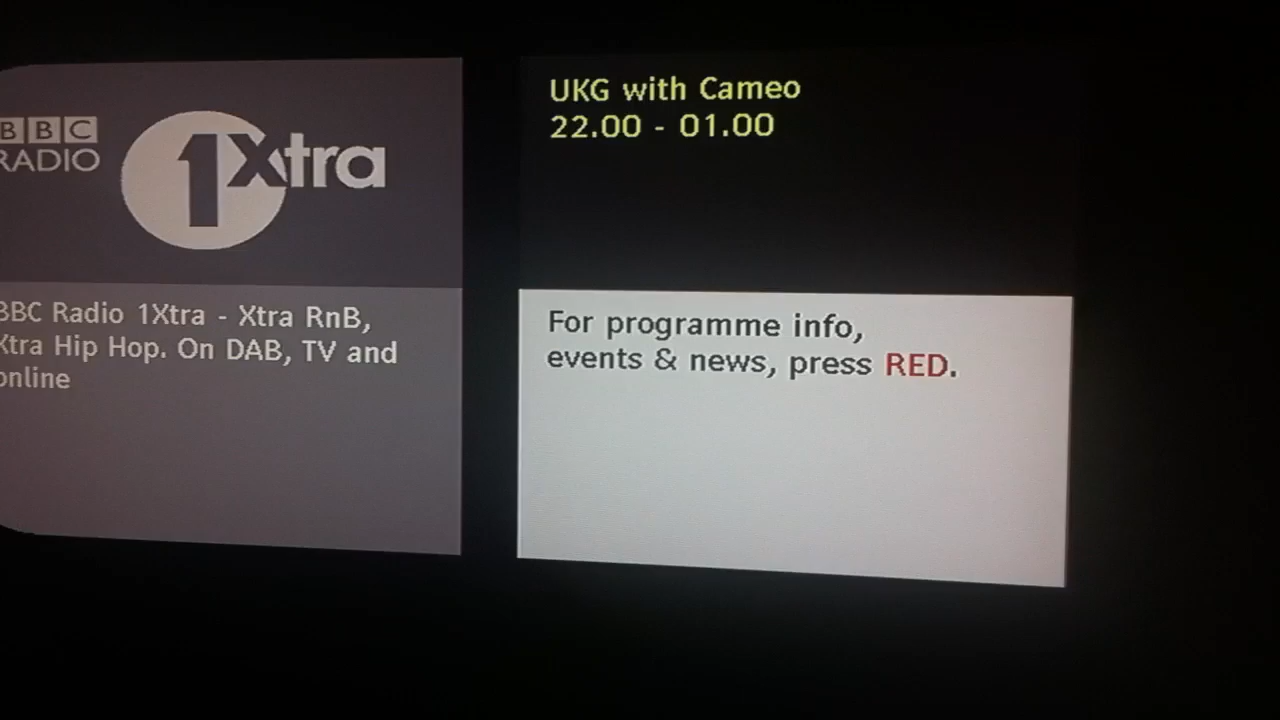 BBC
RADIO
1Xtra
BBC Radio 1Xtra - Xtra RnB,
Xtra Hip Hop. On DAB, TV and
online
UKG with Cameo
22.00 - 01.00
For programme info,
events & news, press RED.